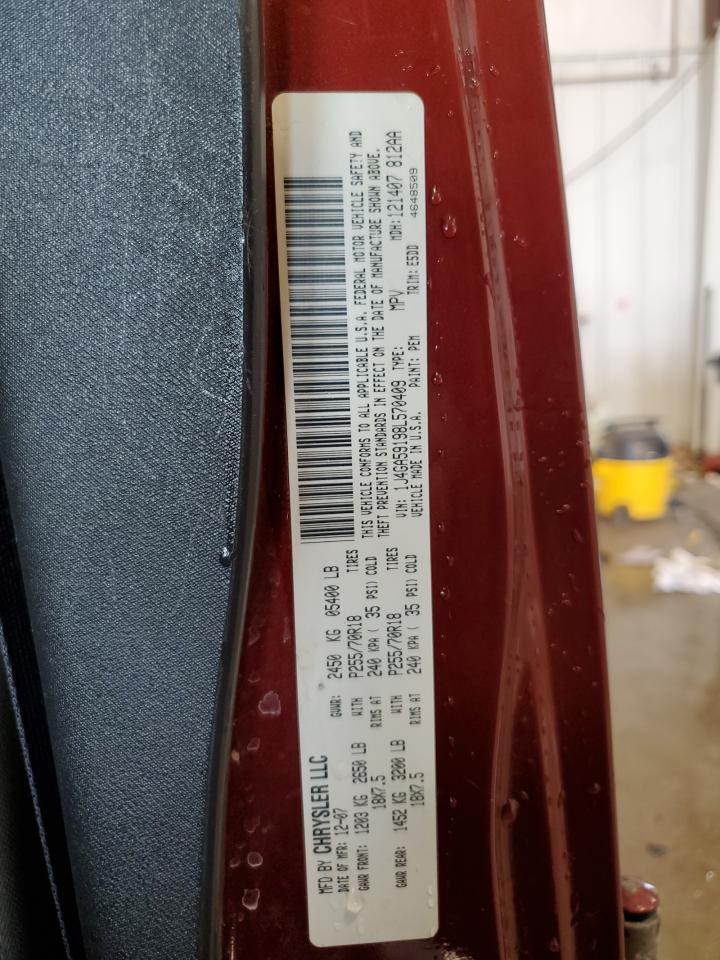 MFD BY CHRYSLER LLC
DATE OF MFR: 12-07 GVWR: 2450 KG 05400 LB
GAWR FRONT: 1203 KG 2650 LB WITH P255/70R18 TIRES
18X7.5 RIMS AT 240 KPA ( 35 PSI) COLD
GAWR REAR: 1452 KG 3200 LB WITH P255/70R18 TIRES
18X7.5 RIMS AT 240 KPA ( 35 PSI) COLD
THIS VEHICLE CONFORMS TO ALL APPLICABLE U.S.A. FEDERAL MOTOR VEHICLE SAFETY AND
THEFT PREVENTION STANDARDS IN EFFECT ON THE DATE OF MANUFACTURE SHOWN ABOVE.
VIN: 1J4GA59198L570409 TYPE: MPV MDH: 121407 812AA
VEHICLE MADE IN U.S.A. PAINT: PEM TRIM: E5DD 4648509